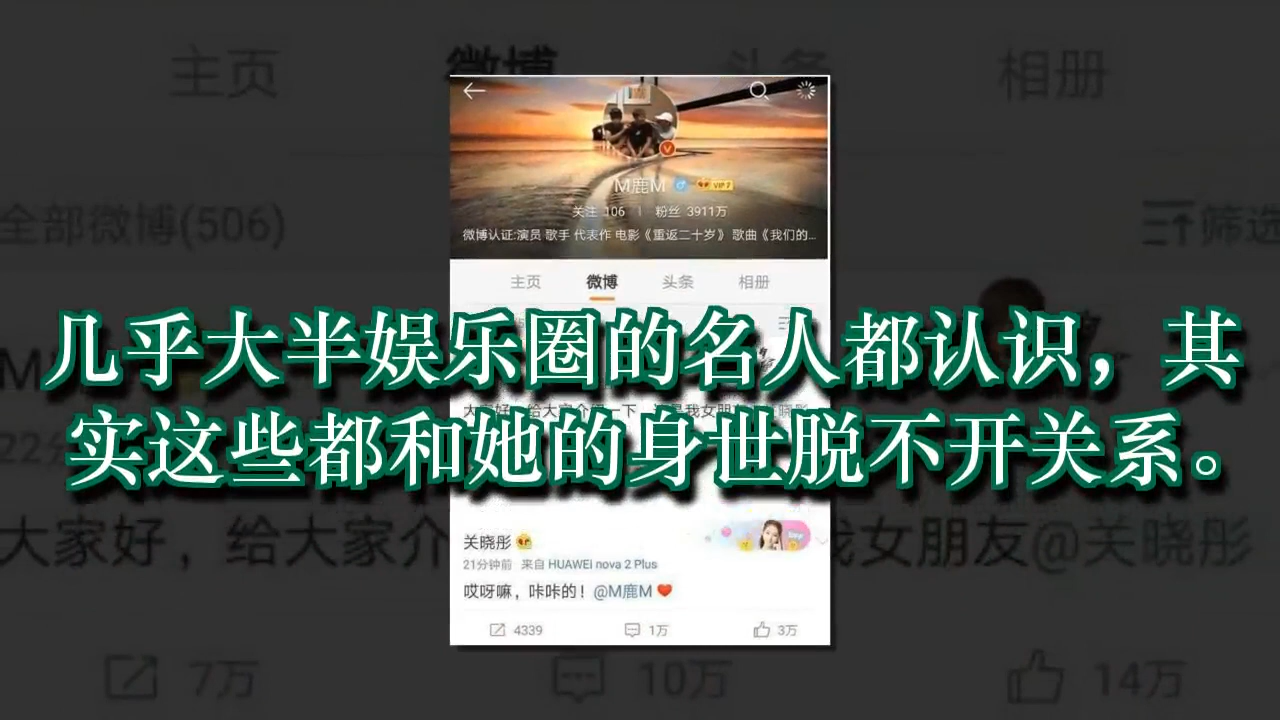 主页
微博
头条
相册
全部微博(506)
筛选
M鹿M
VIP 7
关注 106 | 粉丝 3911万
微博认证:演员 歌手 代表作 电影《重返二十岁》 歌曲《我们的...
主页 微博 头条 相册
几乎大半娱乐圈的名人都认识，其
实这些都和她的身世脱不开关系。
大家好，给大家介
我女朋友@关晓彤
关晓彤
21分钟前 来自 HUAWEI nova 2 Plus
哎呀嘛，咔咔的！@M鹿M
4339 1万 3万
7万 10万 14万